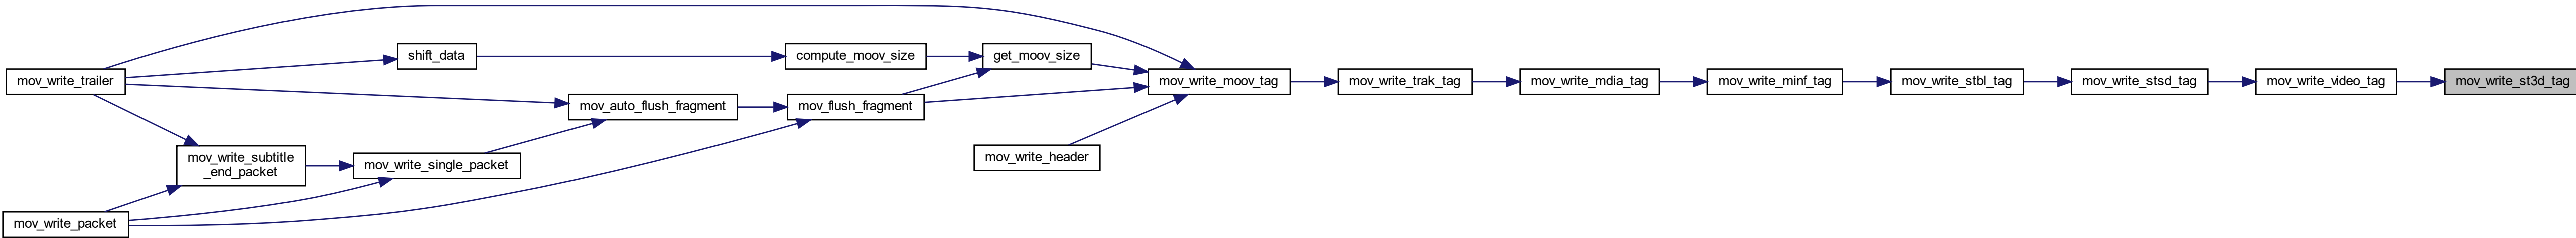 mov_write_trailer
shift_data
compute_moov_size
get_moov_size
mov_auto_flush_fragment
mov_flush_fragment
mov_write_subtitle
_end_packet
mov_write_single_packet
mov_write_packet
mov_write_header
mov_write_moov_tag
mov_write_trak_tag
mov_write_mdia_tag
mov_write_minf_tag
mov_write_stbl_tag
mov_write_stsd_tag
mov_write_video_tag
mov_write_st3d_tag